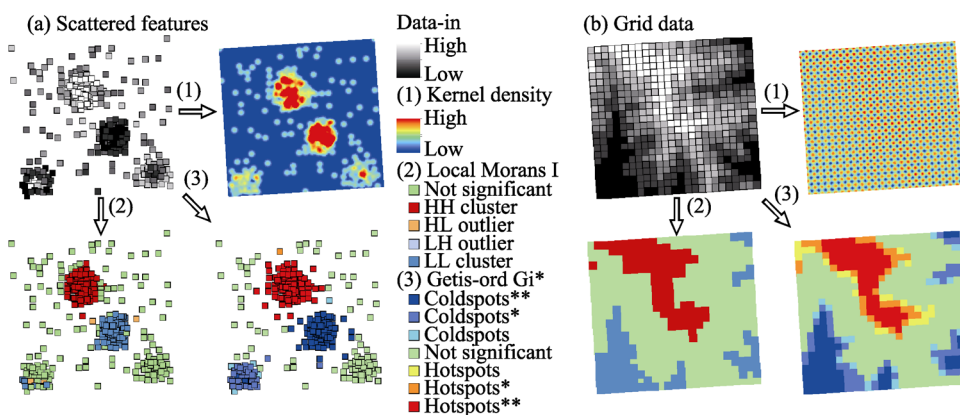 (a) Scattered features
(1)
(2)
(3)
Data-in
High
Low
(1) Kernel density
High
Low
(2) Local Morans I
Not significant
HH cluster
HL outlier
LH outlier
LL cluster
(3) Getis-ord Gi*
Coldspots**
Coldspots*
Coldspots
Not significant
Hotspots
Hotspots*
Hotspots**
(b) Grid data
(1)
(2)
(3)